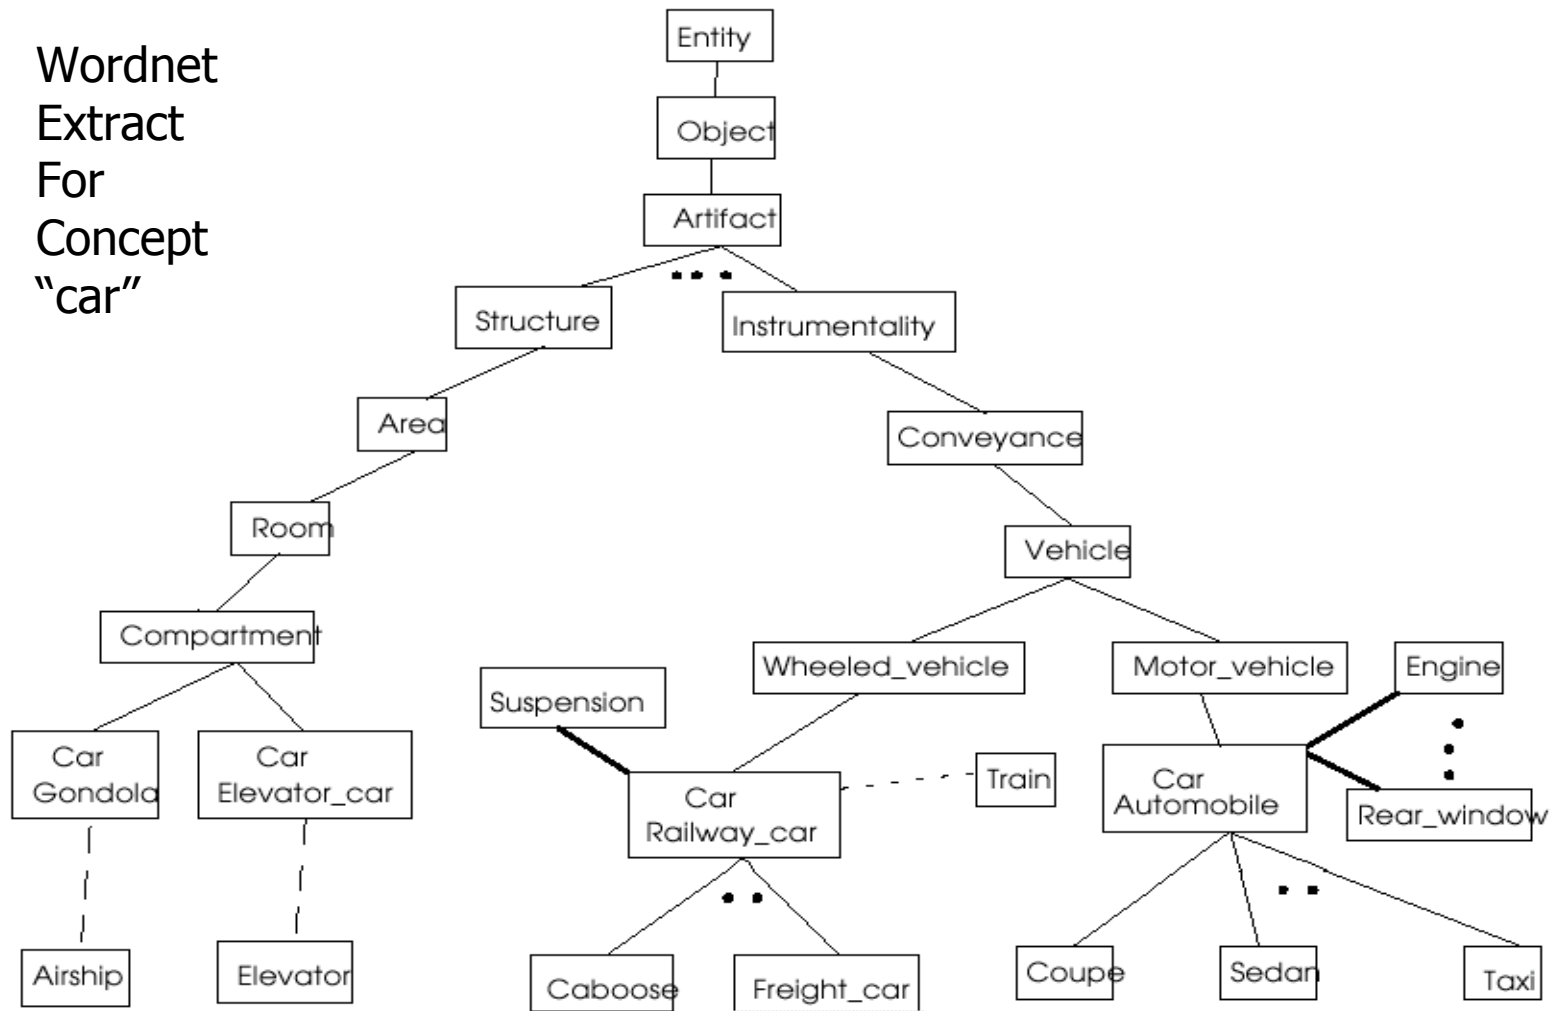 Wordnet
Extract
For
Concept
“car”
Entity
Object
Artifact
Structure
Instrumentality
Area
Conveyance
Room
Vehicle
Compartment
Wheeled_vehicle
Motor_vehicle
Engine
Suspension
Car
Gondola
Car
Elevator_car
Car
Railway_car
Train
Car
Automobile
Rear_window
Airship
Elevator
Caboose
Freight_car
Coupe
Sedan
Taxi